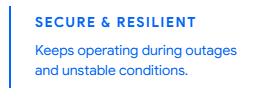 SECURE & RESILIENT
Keeps operating during outages
and unstable conditions.